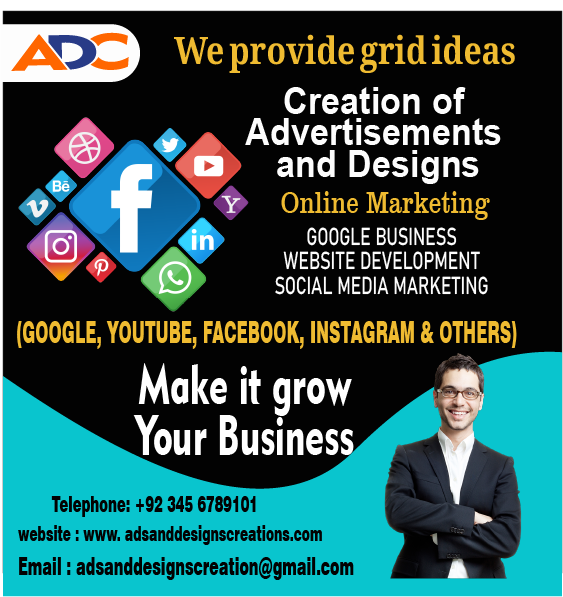 ADC
We provide grid ideas
Creation of
Advertisements
and Designs
Online Marketing
GOOGLE BUSINESS
WEBSITE DEVELOPMENT
SOCIAL MEDIA MARKETING
Bē
Y
in
(GOOGLE, YOUTUBE, FACEBOOK, INSTAGRAM & OTHERS)
Make it grow
Your Business
Telephone: +92 345 6789101
website : www. adsanddesignscreations.com
Email : adsanddesignscreation@gmail.com